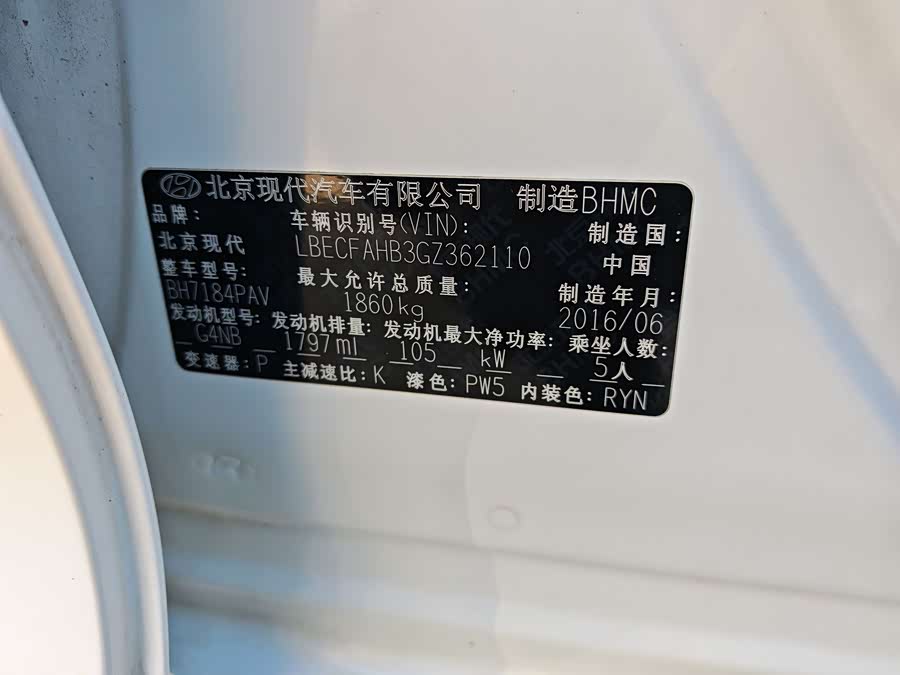 北京现代汽车有限公司 制造BHMC
品牌: 车辆识别号(VIN): 制造国:
北京现代 LBECFAHB3GZ362110 中国
整车型号: 最大允许总质量: 制造年月:
BH7184PAV 1860kg 2016/06
发动机型号: 发动机排量: 发动机最大净功率: 乘坐人数:
G4NB 1797ml 105 kW 5人
变速器: P 主减速比: K 漆色: PW5 内装色: RYN